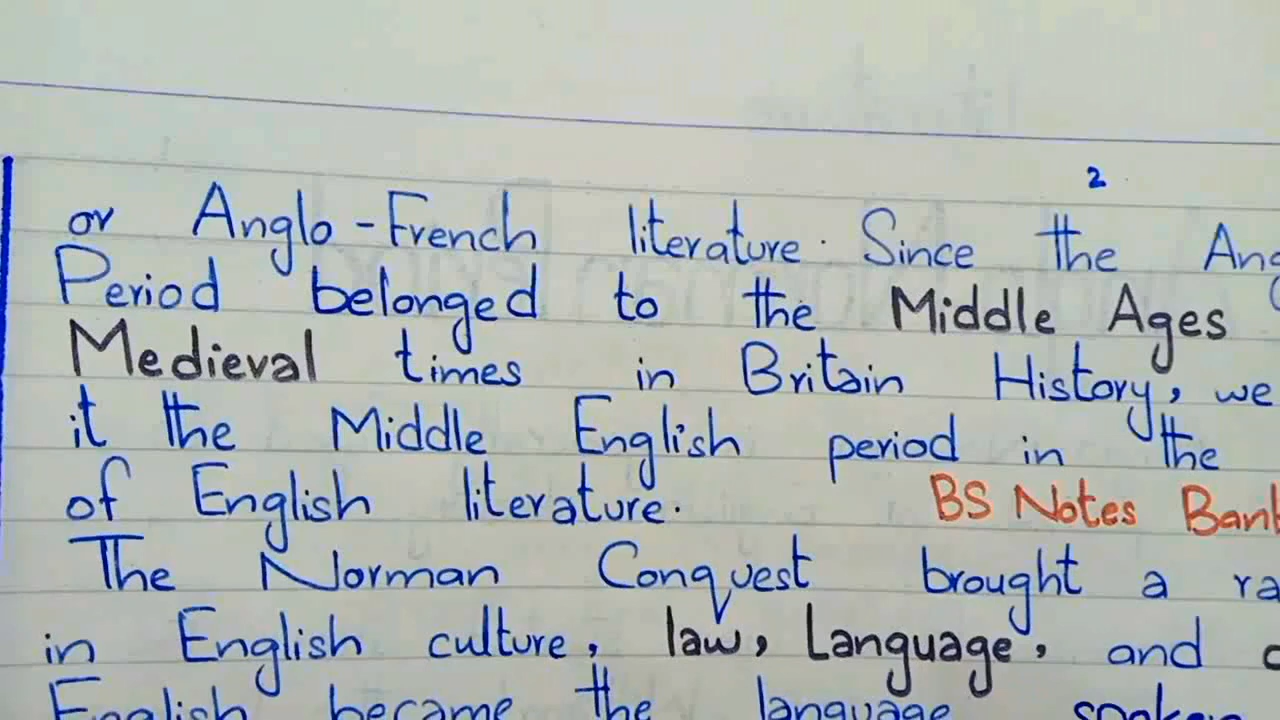 2
or Anglo-French literature. Since the
Period belonged to the Middle Ages
Medieval times in Britain History, we
it the Middle English period in the
of English literature. BS Notes
The Norman Conquest brought a
in English culture, law, Language, and
English became the language spoken